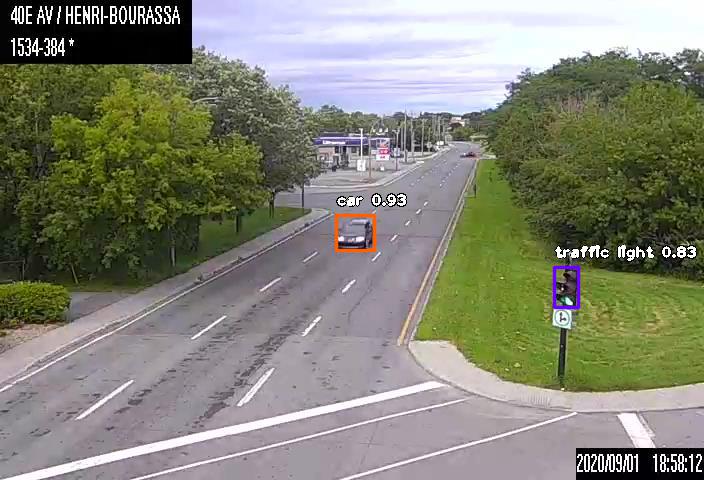 40E AV / HENRI-BOURASSA
1534-384 *
car 0.93
traffic light 0.83
2020/09/01 18:58:12